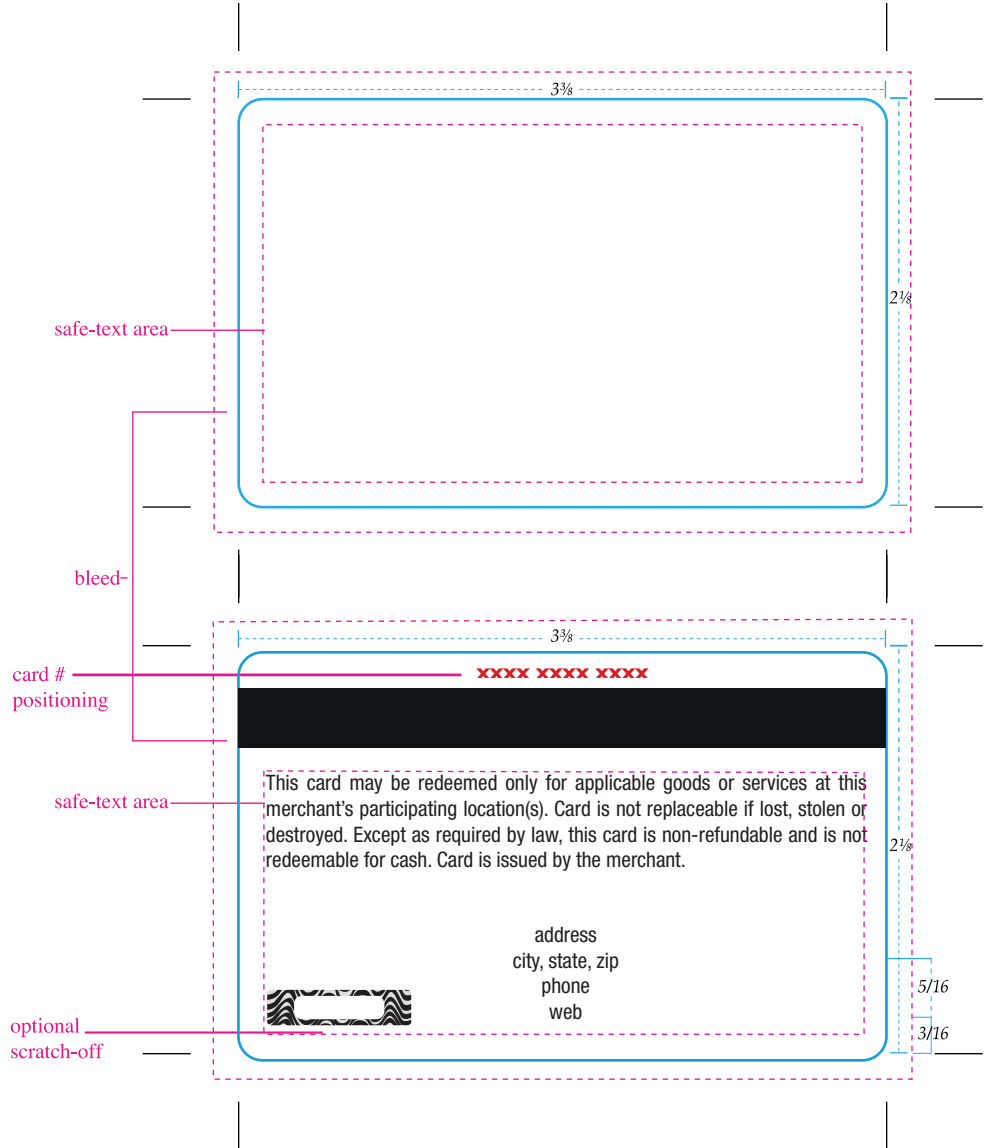 3⅜
2⅛
safe-text area
bleed
3⅜
card #
positioning
xxxx xxxx xxxx
safe-text area
This card may be redeemed only for applicable goods or services at this
merchant’s participating location(s). Card is not replaceable if lost, stolen or
destroyed. Except as required by law, this card is non-refundable and is not
redeemable for cash. Card is issued by the merchant.
2⅛
address
city, state, zip
phone
web
5/16
3/16
optional
scratch-off